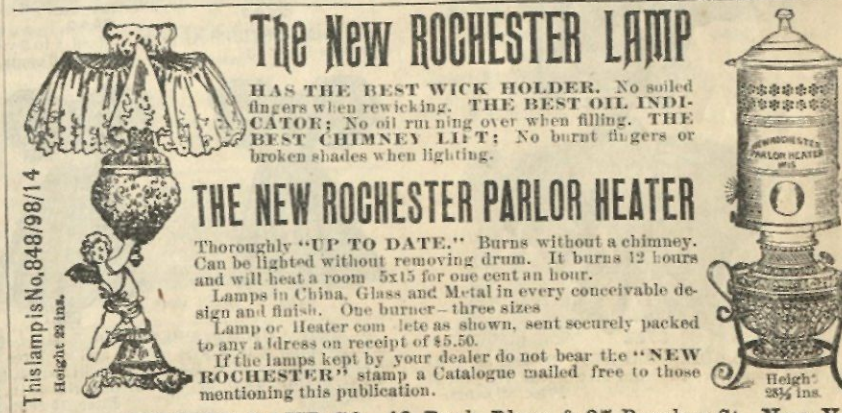 The New ROCHESTER LAMP
HAS THE BEST WICK HOLDER. No soiled
fingers when rewicking. THE BEST OIL INDI-
CATOR; No oil running over when filling. THE
BEST CHIMNEY LIFT; No burnt fingers or
broken shades when lighting.
THE NEW ROCHESTER PARLOR HEATER
Thoroughly "UP TO DATE." Burns without a chimney.
Can be lighted without removing drum. It burns 12 hours
and will heat a room 5x15 for one cent an hour.
Lamps in China, Glass and Metal in every conceivable de-
sign and finish. One burner—three sizes
Lamp or Heater com lete as shown, sent securely packed
to any a ldress on receipt of $5.50.
If the lamps kept by your dealer do not bear the "NEW
ROCHESTER" stamp a Catalogue mailed free to those
mentioning this publication.
This lamp is No, 848/98/14
Height 22 ins.
NEW ROCHESTER
PARLOR HEATER
Height
28½ ins.